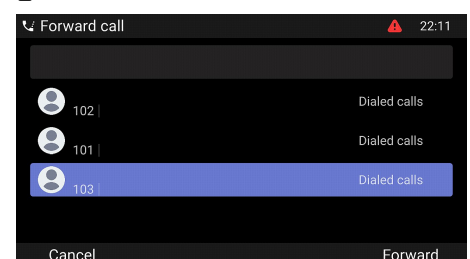 Forward call 22:11
102 | Dialed calls
101 | Dialed calls
103 | Dialed calls
Cancel Forward